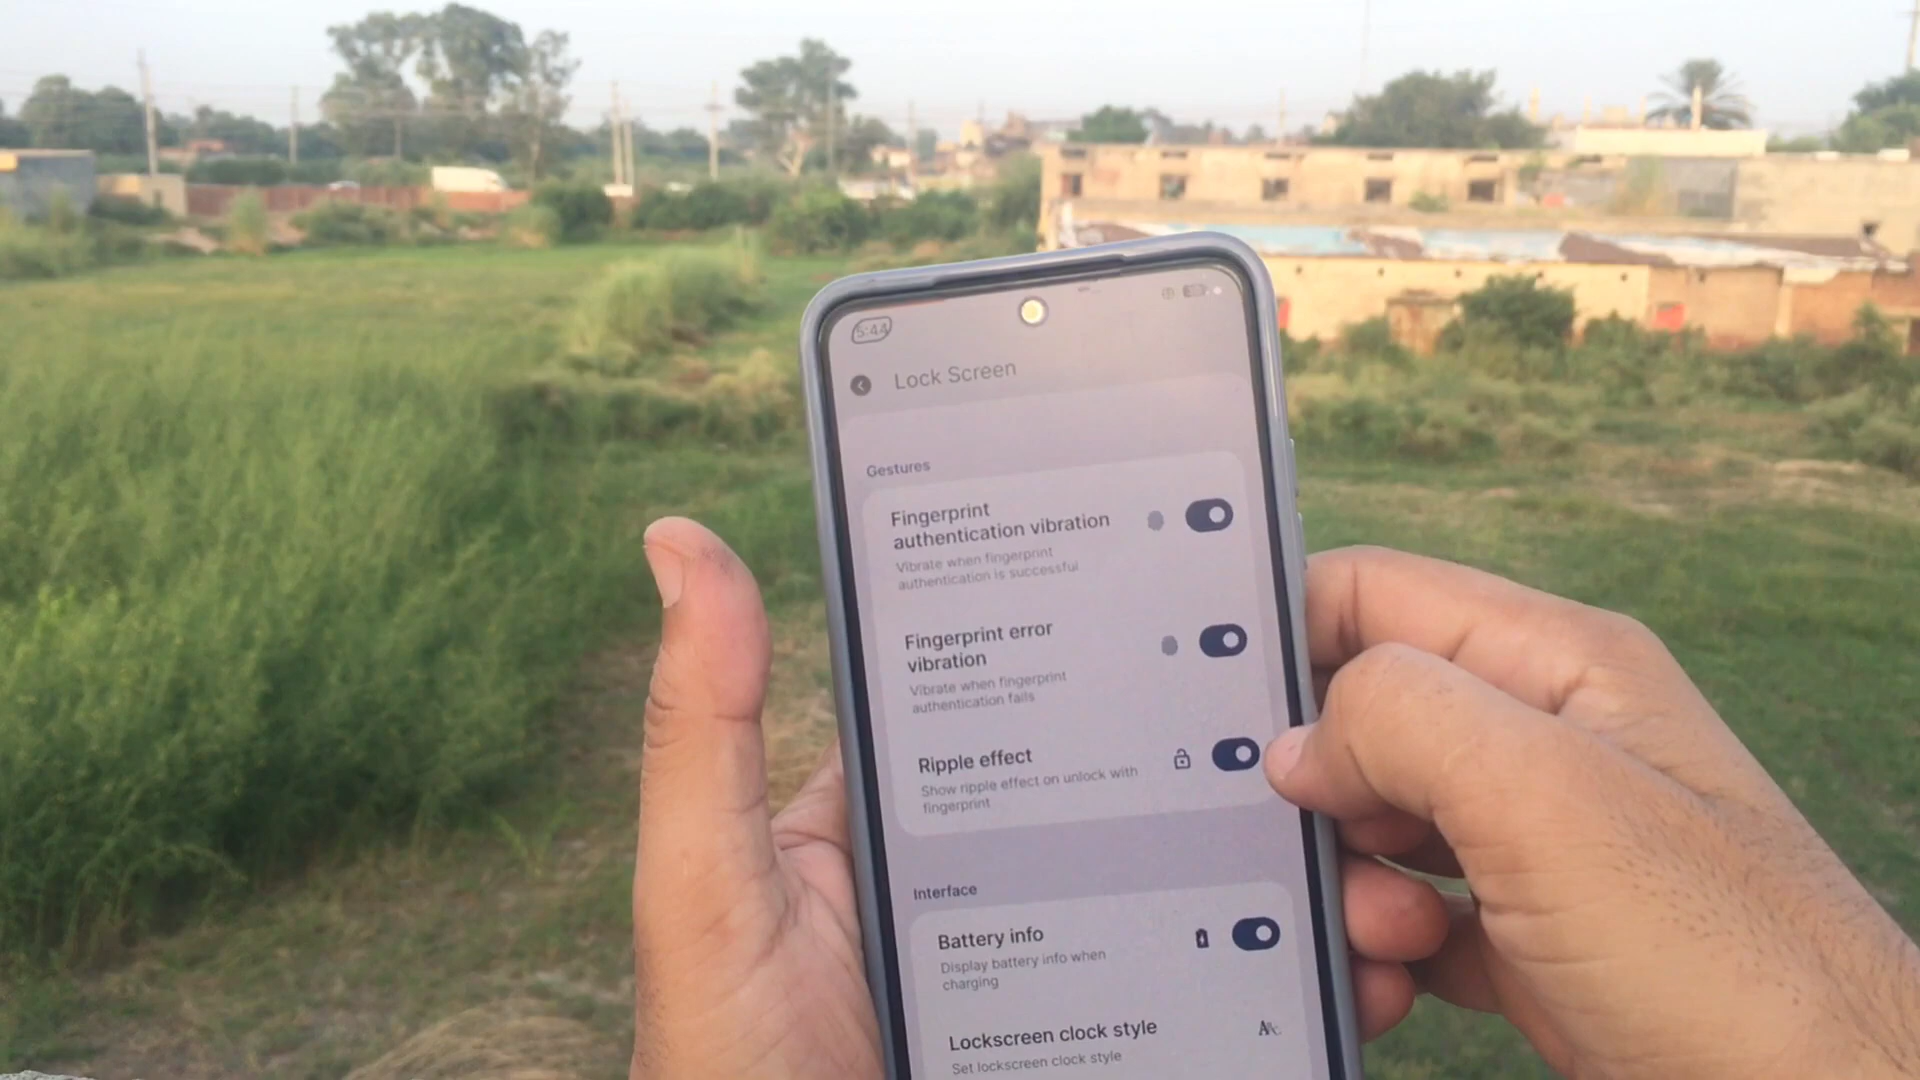 5:44
Lock Screen
Gestures
Fingerprint
authentication vibration
Vibrate when fingerprint
authentication is successful
Fingerprint error
vibration
Vibrate when fingerprint
authentication fails
Ripple effect
Show ripple effect on unlock with
fingerprint
Interface
Battery info
Display battery info when
charging
Lockscreen clock style
Set lockscreen clock style